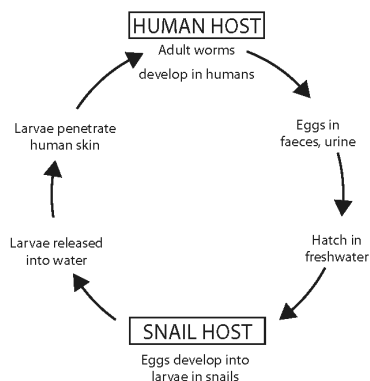 HUMAN HOST
Adult worms
develop in humans
Eggs in
faeces, urine
Hatch in
freshwater
SNAIL HOST
Eggs develop into
larvae in snails
Larvae released
into water
Larvae penetrate
human skin